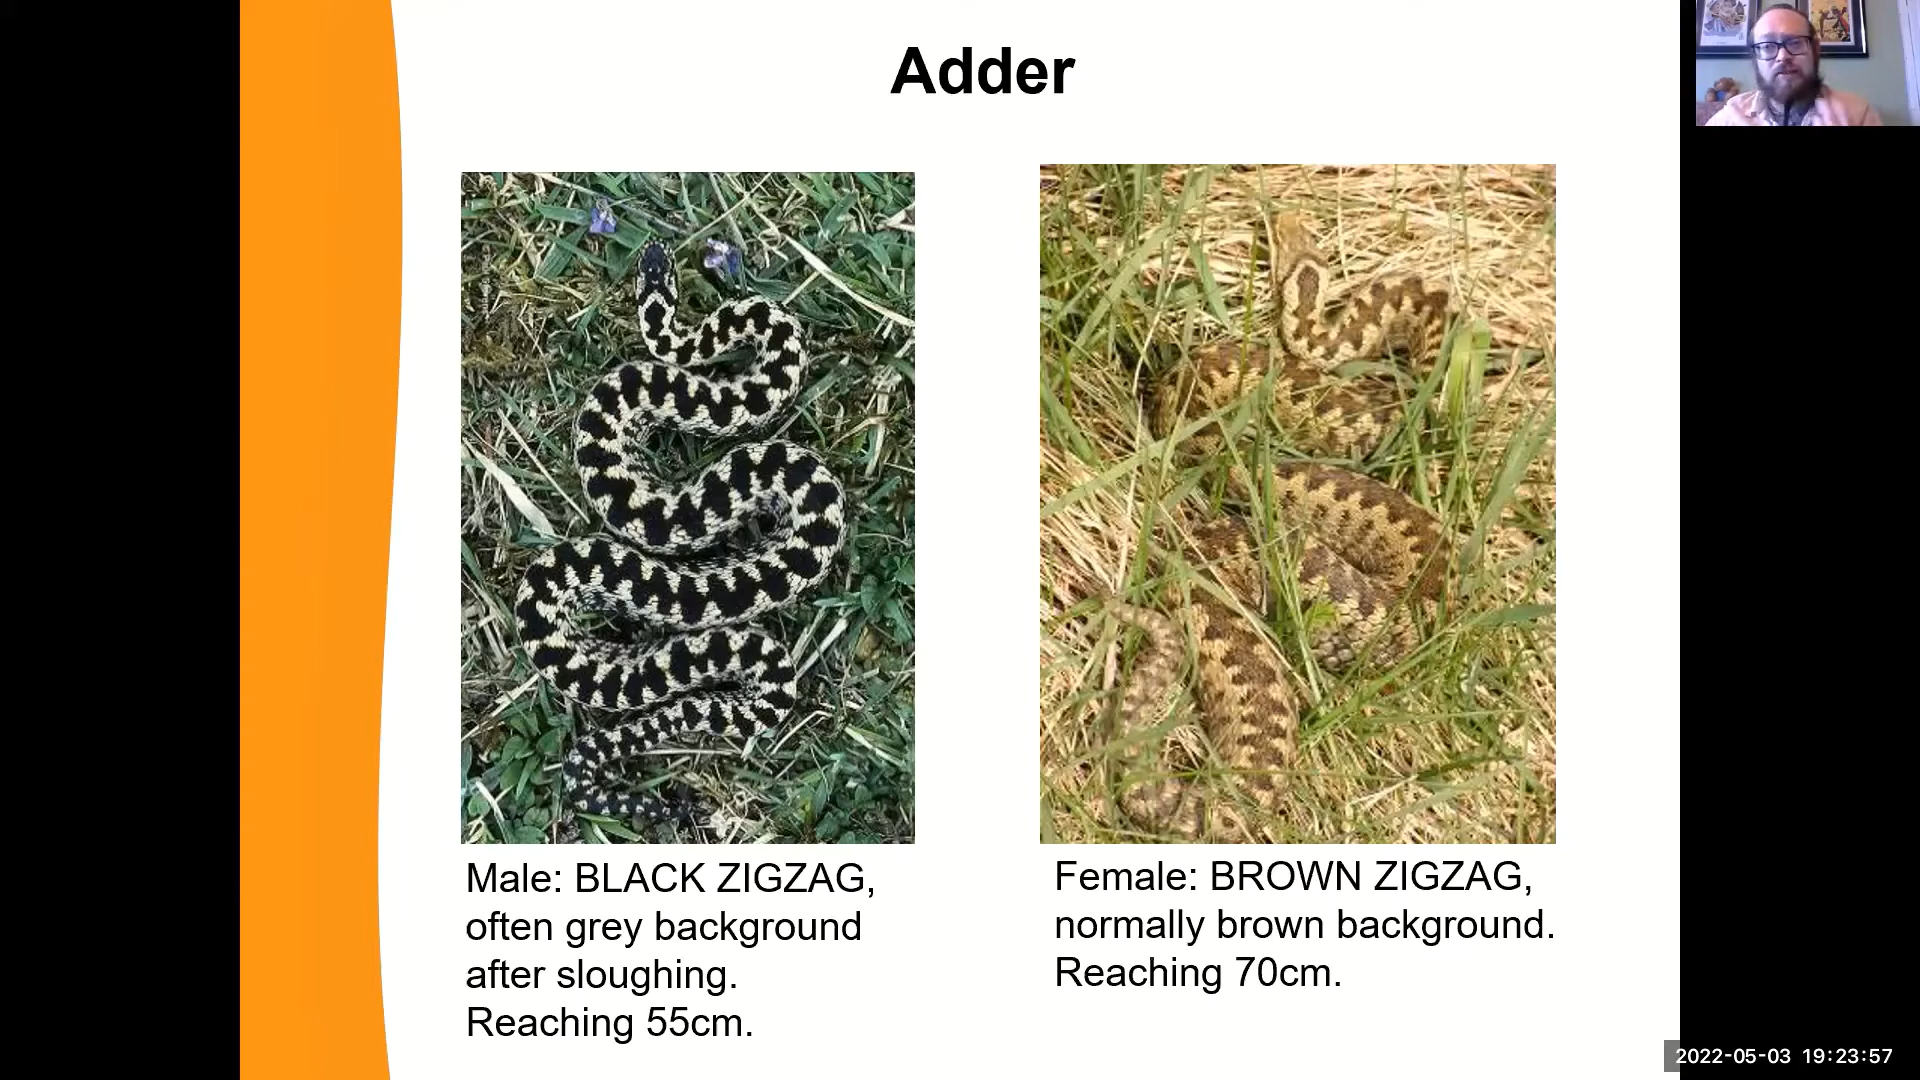 Adder
Male: BLACK ZIGZAG,
often grey background
after sloughing.
Reaching 55cm.
Female: BROWN ZIGZAG,
normally brown background.
Reaching 70cm.
2022-05-03 19:23:57